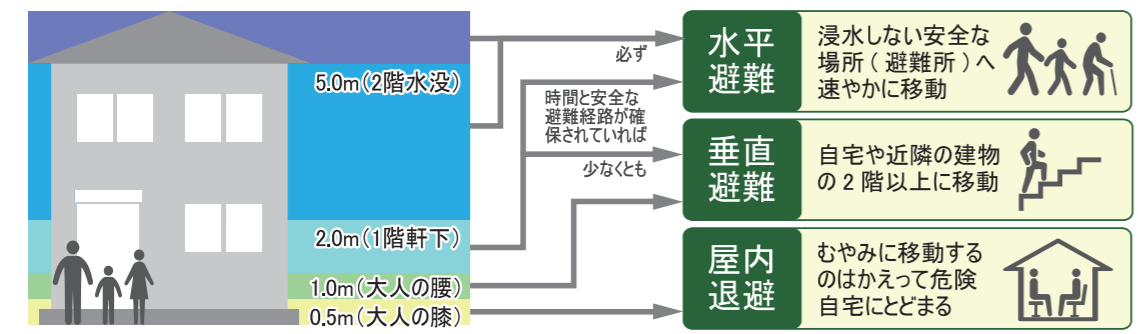 5.0m(2階水没)
2.0m(1階軒下)
1.0m(大人の腰)
0.5m(大人の膝)
必ず
時間と安全な
避難経路が確
保されていれば
少なくとも
水平
避難
浸水しない安全な
場所(避難所)へ
速やかに移動
垂直
避難
自宅や近隣の建物
の2階以上に移動
屋内
退避
むやみに移動する
のはかえって危険
自宅にとどまる